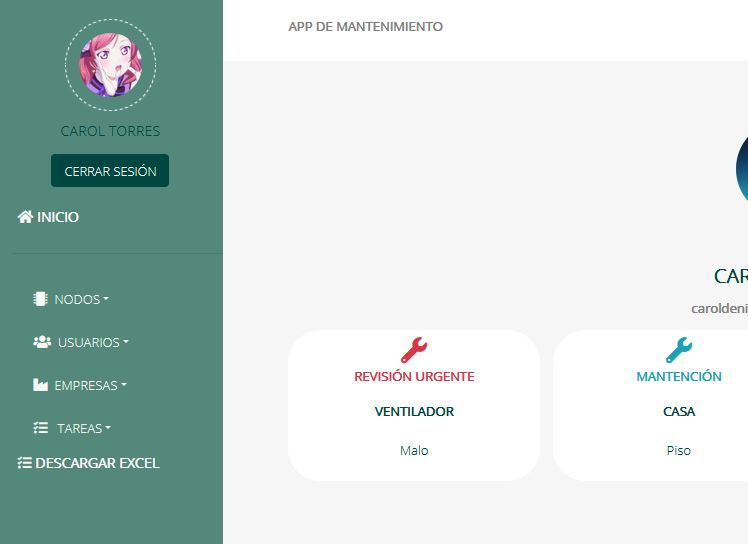 APP DE MANTENIMIENTO
CAROL TORRES
CERRAR SESIÓN
INICIO
NODOS
USUARIOS
EMPRESAS
TAREAS
DESCARGAR EXCEL
CAR
caroldeni
REVISIÓN URGENTE
VENTILADOR
Malo
MANTENCIÓN
CASA
Piso